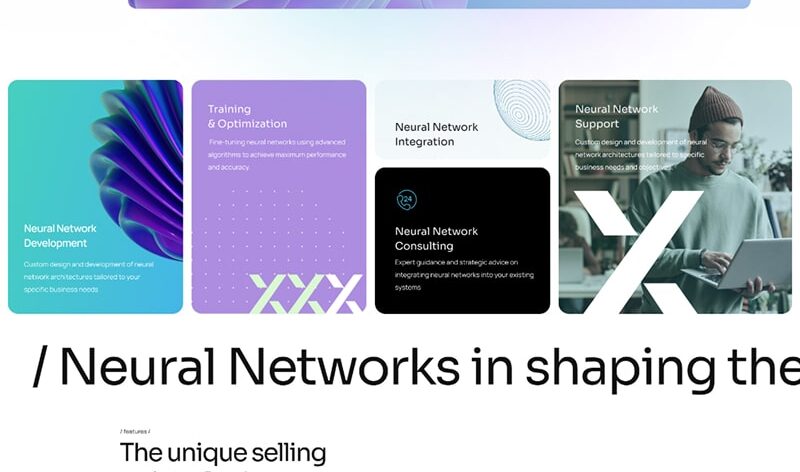 Neural Network
Development
Custom design and development of neural
network architectures tailored to your
specific business needs
Training
& Optimization
Fine-tuning neural networks using advanced
algorithms to achieve maximum performance
and accuracy.
Neural Network
Integration
24
Neural Network
Consulting
Expert guidance and strategic advice on
integrating neural networks into your existing
systems
Neural Network
Support
Custom design and development of neural
network architectures tailored to specific
business needs and objectives
/ Neural Networks in shaping the
/ features /
The unique selling